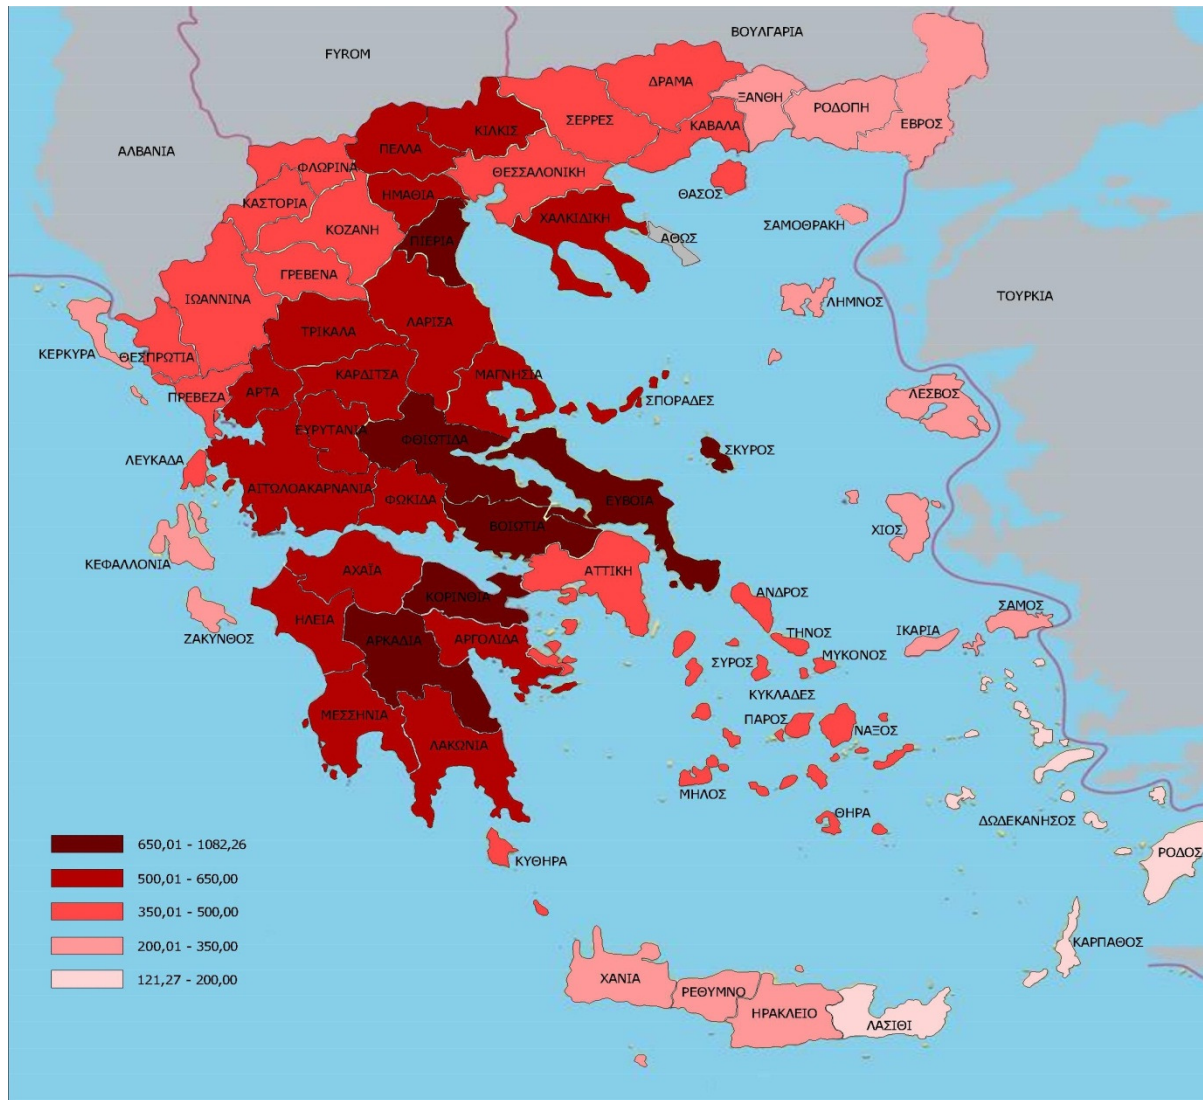 ΒΟΥΛΓΑΡΙΑ
FYROM
ΔΡΑΜΑ
ΞΑΝΘΗ
ΡΟΔΟΠΗ
ΕΒΡΟΣ
ΣΕΡΡΕΣ
ΚΑΒΑΛΑ
ΚΙΛΚΙΣ
ΠΕΛΛΑ
ΑΛΒΑΝΙΑ
ΦΛΩΡΙΝΑ
ΘΕΣΣΑΛΟΝΙΚΗ
ΗΜΑΘΙΑ
ΘΑΣΟΣ
ΚΑΣΤΟΡΙΑ
ΧΑΛΚΙΔΙΚΗ
ΣΑΜΟΘΡΑΚΗ
ΚΟΖΑΝΗ
ΠΙΕΡΙΑ
ΑΘΩΣ
ΓΡΕΒΕΝΑ
ΙΩΑΝΝΙΝΑ
ΛΗΜΝΟΣ
ΤΟΥΡΚΙΑ
ΛΑΡΙΣΑ
ΤΡΙΚΑΛΑ
ΚΕΡΚΥΡΑ
ΘΕΣΠΡΩΤΙΑ
ΚΑΡΔΙΤΣΑ
ΜΑΓΝΗΣΙΑ
ΠΡΕΒΕΖΑ
ΑΡΤΑ
ΣΠΟΡΑΔΕΣ
ΛΕΣΒΟΣ
ΕΥΡΥΤΑΝΙΑ
ΦΘΙΩΤΙΔΑ
ΣΚΥΡΟΣ
ΛΕΥΚΑΔΑ
ΑΙΤΩΛΟΑΚΑΡΝΑΝΙΑ
ΦΩΚΙΔΑ
ΕΥΒΟΙΑ
ΒΟΙΩΤΙΑ
ΧΙΟΣ
ΚΕΦΑΛΛΟΝΙΑ
ΑΧΑΪΑ
ΑΤΤΙΚΗ
ΚΟΡΙΝΘΙΑ
ΑΝΔΡΟΣ
ΣΑΜΟΣ
ΗΛΕΙΑ
ΖΑΚΥΝΘΟΣ
ΑΡΚΑΔΙΑ
ΑΡΓΟΛΙΔΑ
ΤΗΝΟΣ
ΙΚΑΡΙΑ
ΜΥΚΟΝΟΣ
ΣΥΡΟΣ
ΚΥΚΛΑΔΕΣ
ΜΕΣΣΗΝΙΑ
ΠΑΡΟΣ
ΝΑΞΟΣ
ΛΑΚΩΝΙΑ
ΜΗΛΟΣ
ΘΗΡΑ
ΔΩΔΕΚΑΝΗΣΟΣ
ΡΟΔΟΣ
ΚΥΘΗΡΑ
ΚΑΡΠΑΘΟΣ
ΧΑΝΙΑ
ΡΕΘΥΜΝΟ
ΗΡΑΚΛΕΙΟ
ΛΑΣΙΘΙ
650,01 - 1082,26
500,01 - 650,00
350,01 - 500,00
200,01 - 350,00
121,27 - 200,00